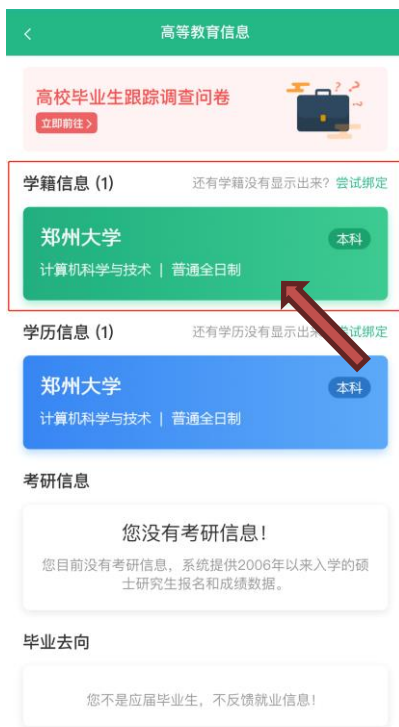 高等教育信息
高校毕业生跟踪调查问卷
立即前往 >
学籍信息 (1) 还有学籍没有显示出来？尝试绑定
郑州大学 本科
计算机科学与技术 | 普通全日制
学历信息 (1) 还有学历没有显示出来 尝试绑定
郑州大学 本科
计算机科学与技术 | 普通全日制
考研信息
您没有考研信息！
您目前没有考研信息，系统提供2006年以来入学的硕
士研究生报名和成绩数据。
毕业去向
您不是应届毕业生，不反馈就业信息！